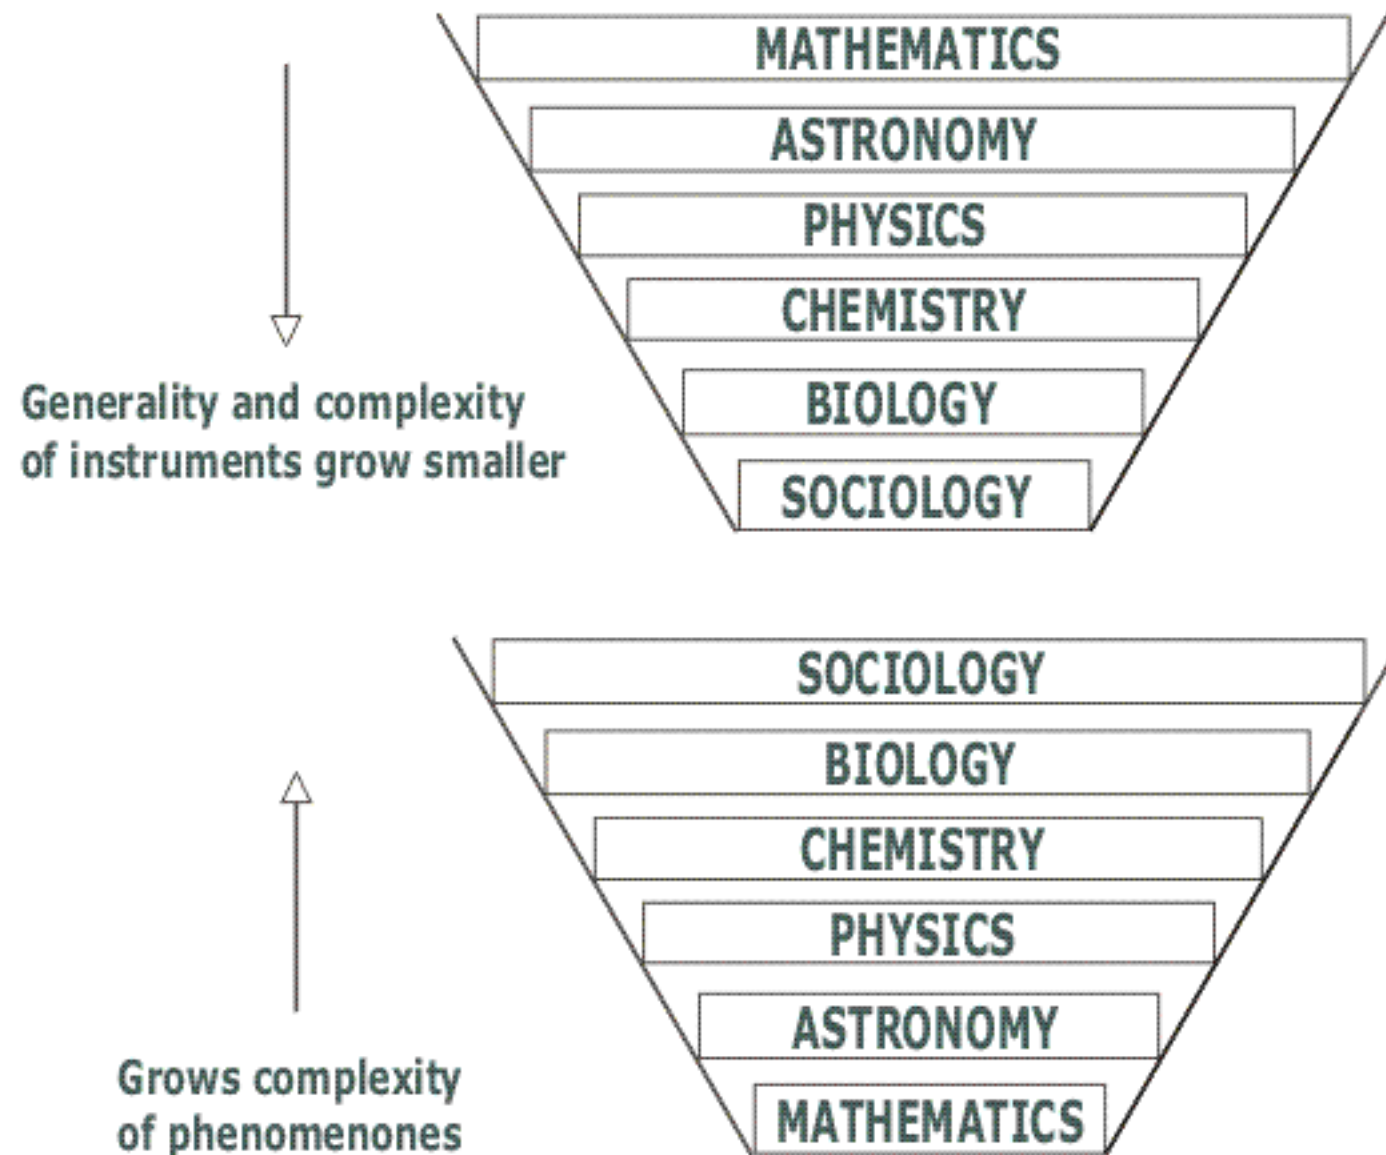 MATHEMATICS
ASTRONOMY
PHYSICS
CHEMISTRY
BIOLOGY
SOCIOLOGY
Generality and complexity
of instruments grow smaller
SOCIOLOGY
BIOLOGY
CHEMISTRY
PHYSICS
ASTRONOMY
MATHEMATICS
Grows complexity
of phenomenones